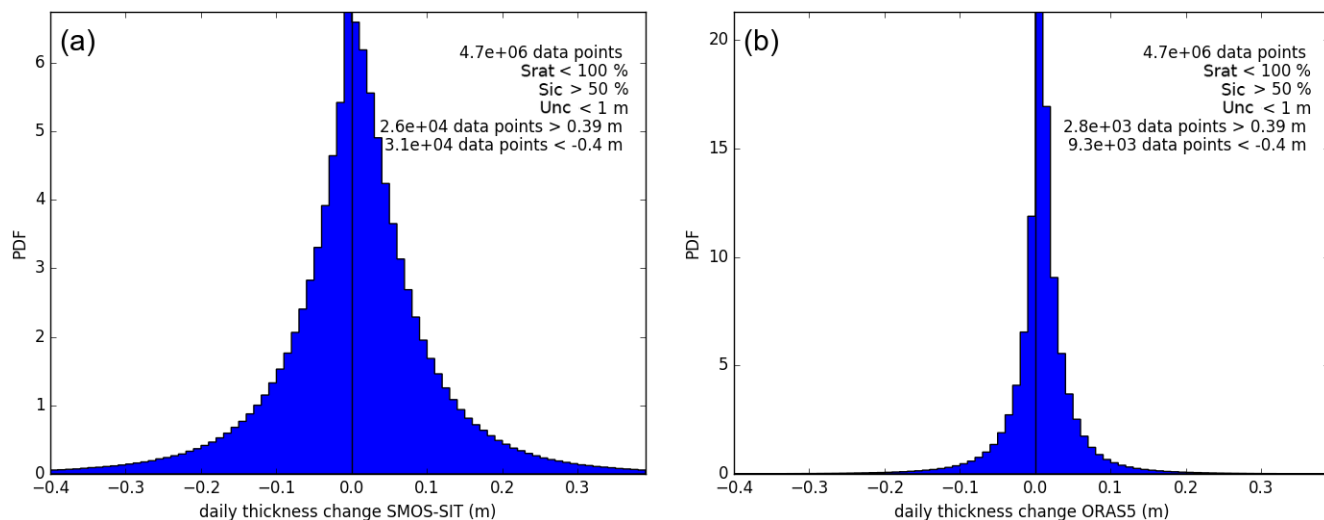 (a)
4.7e+06 data points
Srat < 100 %
Sic > 50 %
Unc < 1 m
2.6e+04 data points > 0.39 m
3.1e+04 data points < -0.4 m
PDF
6
5
4
3
2
1
0
−0.4 −0.3 −0.2 −0.1 0.0 0.1 0.2 0.3
daily thickness change SMOS-SIT (m)
(b)
4.7e+06 data points
Srat < 100 %
Sic > 50 %
Unc < 1 m
2.8e+03 data points > 0.39 m
9.3e+03 data points < -0.4 m
PDF
20
15
10
5
0
−0.4 −0.3 −0.2 −0.1 0.0 0.1 0.2 0.3
daily thickness change ORAS5 (m)